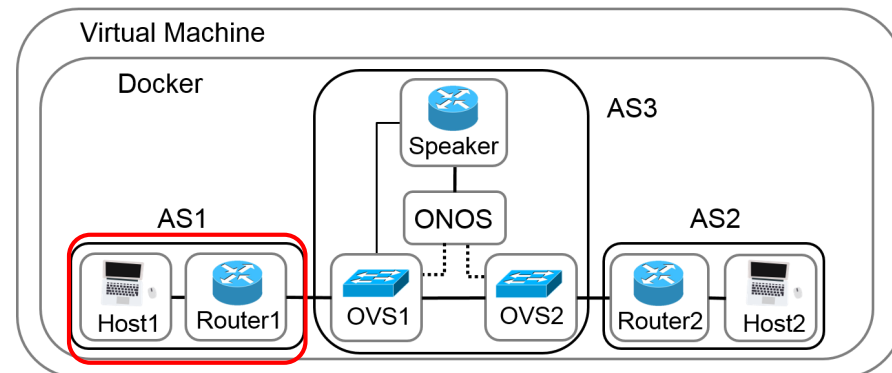 Virtual Machine
Docker
AS3
Speaker
ONOS
AS1
AS2
Host1
Router1
OVS1
OVS2
Router2
Host2